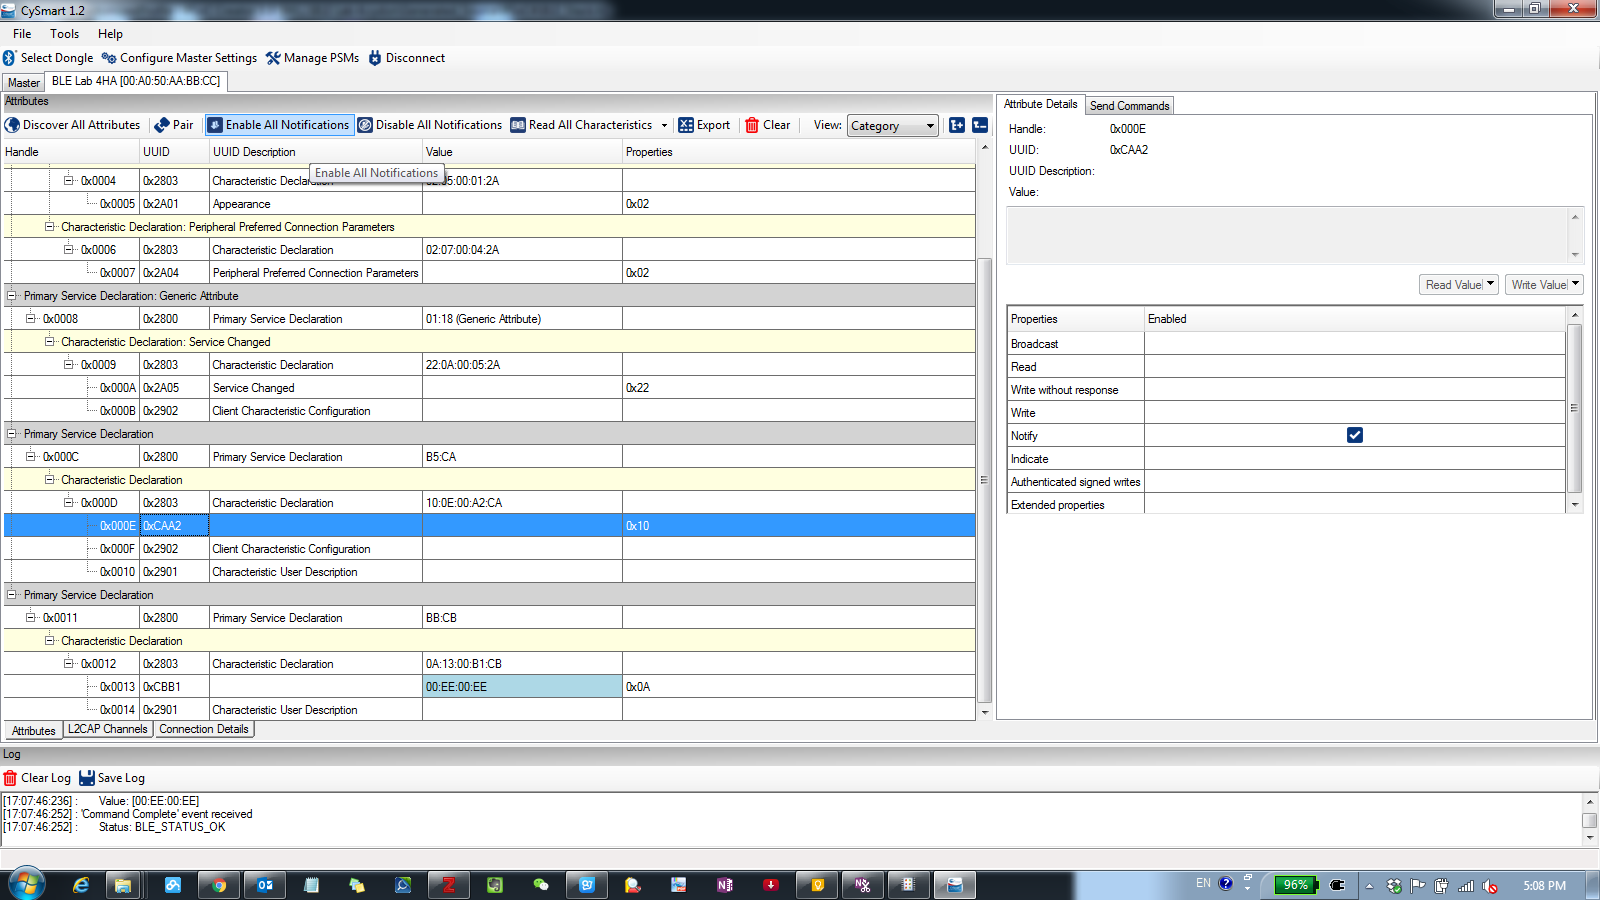 CySmart 1.2
File Tools Help
Select Dongle Configure Master Settings Manage PSMs Disconnect
Master BLE Lab 4HA [00:A0:50:AA:BB:CC]
Attributes
Discover All Attributes Pair Enable All Notifications Disable All Notifications Read All Characteristics Export Clear View: Category
Handle UUID UUID Description Value Properties
Enable All Notifications
0x0004 0x2803 Characteristic Declaration :05:00:01:2A
0x0005 0x2A01 Appearance 0x02
Characteristic Declaration: Peripheral Preferred Connection Parameters
0x0006 0x2803 Characteristic Declaration 02:07:00:04:2A
0x0007 0x2A04 Peripheral Preferred Connection Parameters 0x02
Primary Service Declaration: Generic Attribute
0x0008 0x2800 Primary Service Declaration 01:18 (Generic Attribute)
Characteristic Declaration: Service Changed
0x0009 0x2803 Characteristic Declaration 22:0A:00:05:2A
0x000A 0x2A05 Service Changed 0x22
0x000B 0x2902 Client Characteristic Configuration
Primary Service Declaration
0x000C 0x2800 Primary Service Declaration B5:CA
Characteristic Declaration
0x000D 0x2803 Characteristic Declaration 10:0E:00:A2:CA
0x000E 0xCAA2 0x10
0x000F 0x2902 Client Characteristic Configuration
0x0010 0x2901 Characteristic User Description
Primary Service Declaration
0x0011 0x2800 Primary Service Declaration BB:CB
Characteristic Declaration
0x0012 0x2803 Characteristic Declaration 0A:13:00:B1:CB
0x0013 0xCBB1 00:EE:00:EE 0x0A
0x0014 0x2901 Characteristic User Description
Attributes L2CAP Channels Connection Details
Attribute Details Send Commands
Handle: 0x000E
UUID: 0xCAA2
UUID Description:
Value:
Read Value Write Value
Properties Enabled
Broadcast
Read
Write without response
Write
Notify
Indicate
Authenticated signed writes
Extended properties
Log
Clear Log Save Log
[17:07:46:236] : Value: [00:EE:00:EE]
[17:07:46:252] : 'Command Complete' event received
[17:07:46:252] : Status: BLE_STATUS_OK
EN 96% 5:08 PM